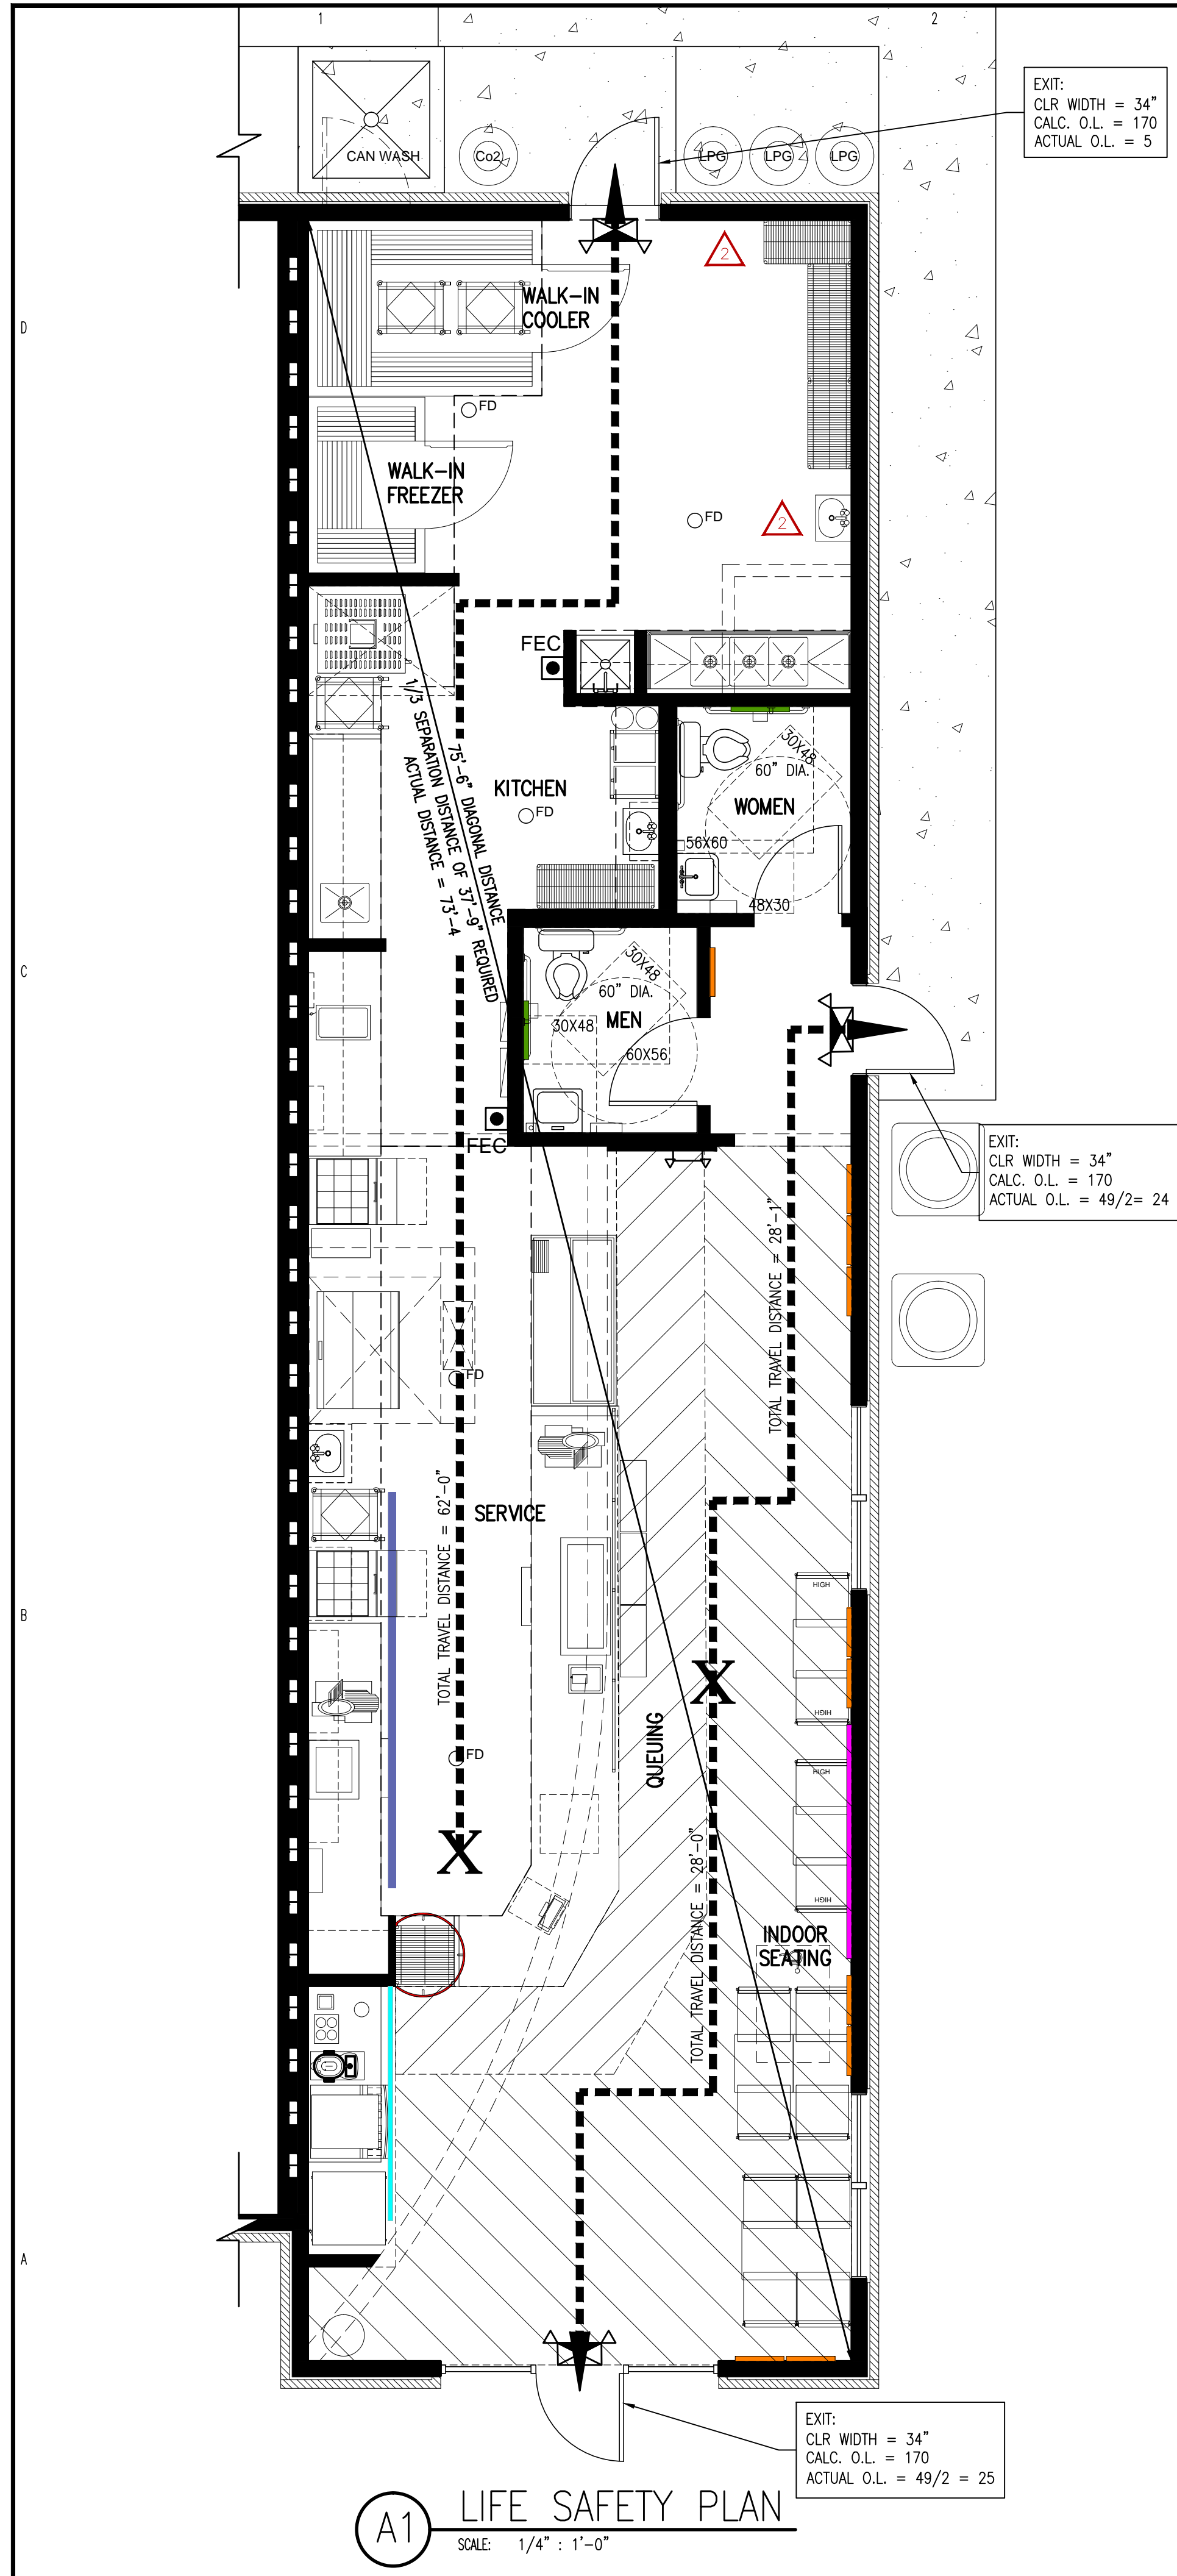 1
2
EXIT:
CLR WIDTH = 34"
CALC. O.L. = 170
ACTUAL O.L. = 5
CAN WASH
Co2
LPG
LPG
LPG
2
WALK-IN
COOLER
D
FD
WALK-IN
FREEZER
FD
2
FEC
75'-6" DIAGONAL DISTANCE
1/3 SEPARATION DISTANCE OF 37'-9" REQUIRED
ACTUAL DISTANCE = 73'-4
KITCHEN
FD
30X48
60" DIA.
WOMEN
56X60
48X30
C
30X48
60" DIA.
MEN
30X48
60X56
FEC
EXIT:
CLR WIDTH = 34"
CALC. O.L. = 170
ACTUAL O.L. = 49/2= 24
TOTAL TRAVEL DISTANCE = 28'-1"
FD
TOTAL TRAVEL DISTANCE = 62'-0"
SERVICE
HIGH
B
X
X
HIGH
QUEUING
FD
HIGH
HIGH
TOTAL TRAVEL DISTANCE = 28'-0"
INDOOR
SEATING
A
EXIT:
CLR WIDTH = 34"
CALC. O.L. = 170
ACTUAL O.L. = 49/2 = 25
A1
LIFE SAFETY PLAN
SCALE: 1/4" : 1'-0"